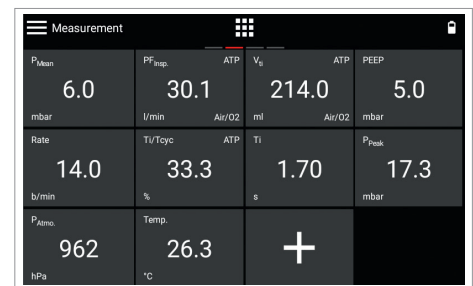 Measurement
PMean
6.0
mbar
PFInsp. ATP
30.1
l/min Air/O2
Vti ATP
214.0
ml Air/O2
PEEP
5.0
mbar
Rate
14.0
b/min
Ti/Tcyc ATP
33.3
%
Ti
1.70
s
PPeak
17.3
mbar
PAtmo.
962
hPa
Temp.
26.3
°C
+